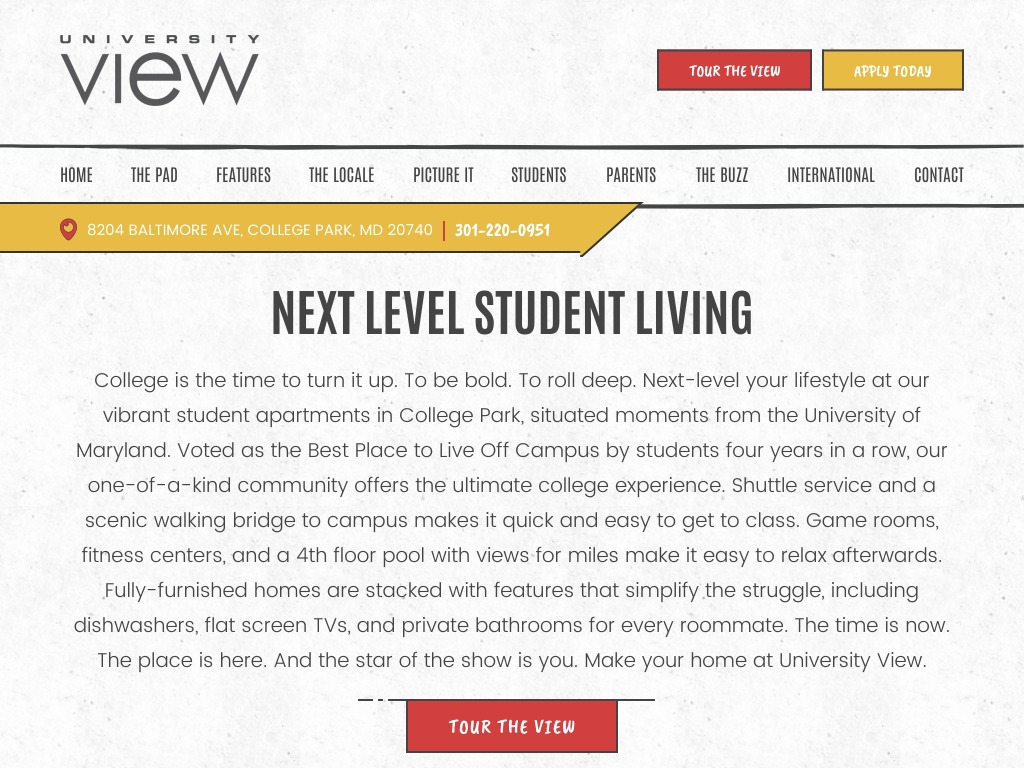 UNIVERSITY
view
TOUR THE VIEW
APPLY TODAY
HOME THE PAD FEATURES THE LOCALE PICTURE IT STUDENTS PARENTS THE BUZZ INTERNATIONAL CONTACT
8204 BALTIMORE AVE, COLLEGE PARK, MD 20740 | 301-220-0951
NEXT LEVEL STUDENT LIVING
College is the time to turn it up. To be bold. To roll deep. Next-level your lifestyle at our
vibrant student apartments in College Park, situated moments from the University of
Maryland. Voted as the Best Place to Live Off Campus by students four years in a row, our
one-of-a-kind community offers the ultimate college experience. Shuttle service and a
scenic walking bridge to campus makes it quick and easy to get to class. Game rooms,
fitness centers, and a 4th floor pool with views for miles make it easy to relax afterwards.
Fully-furnished homes are stacked with features that simplify the struggle, including
dishwashers, flat screen TVs, and private bathrooms for every roommate. The time is now.
The place is here. And the star of the show is you. Make your home at University View.
TOUR THE VIEW